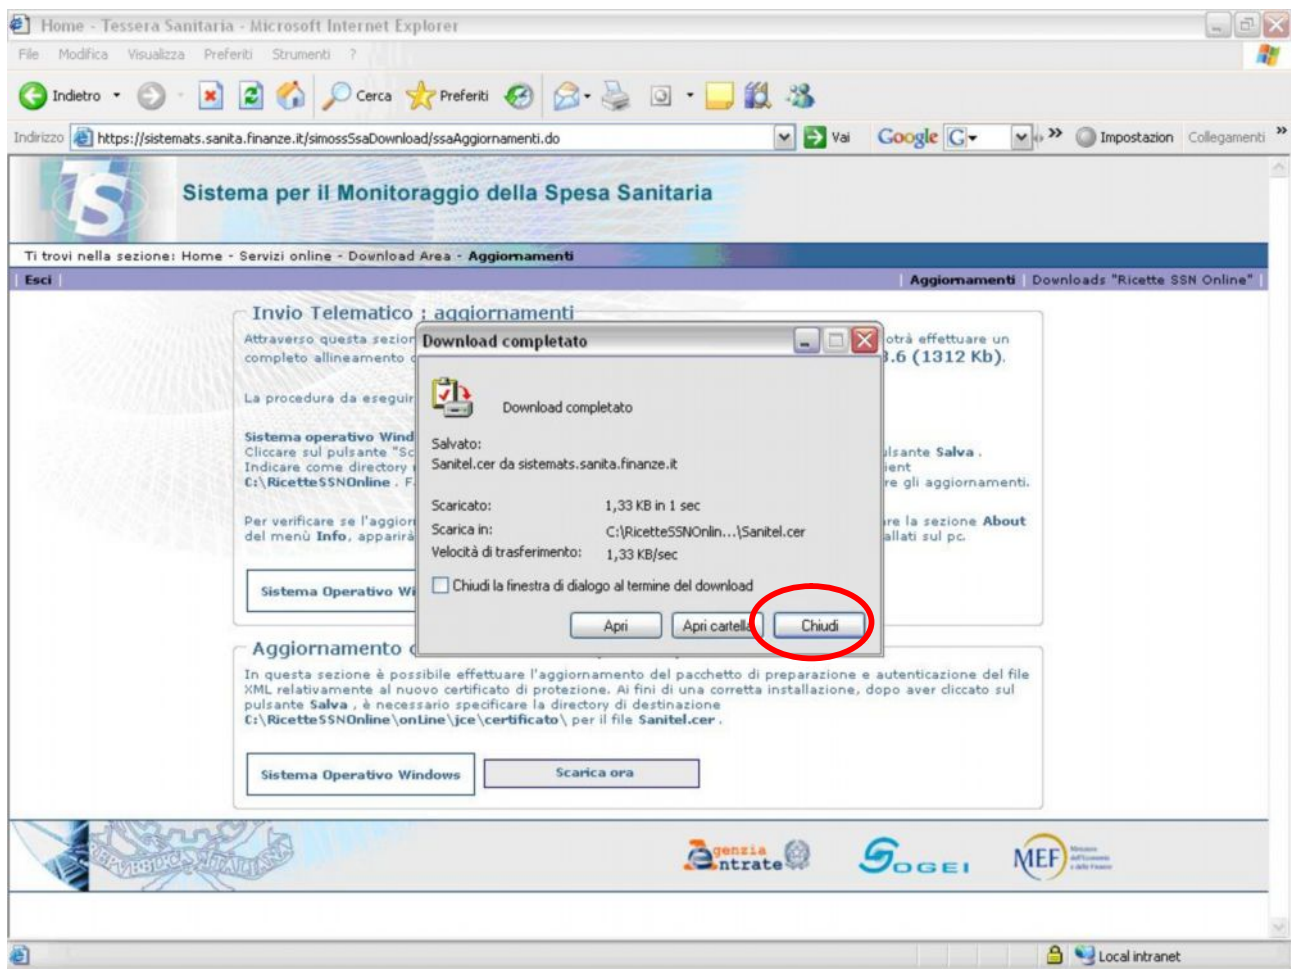 Home - Tessera Sanitaria - Microsoft Internet Explorer
File Modifica Visualizza Preferiti Strumenti ?
Indietro Cerca Preferiti
Indirizzo https://sistemats.sanita.finanze.it/simossSsaDownload/ssaAggiornamenti.do Vai Google G Impostazion Collegamenti »
TS
Sistema per il Monitoraggio della Spesa Sanitaria
Ti trovi nella sezione: Home - Servizi online - Download Area - Aggiornamenti
| Esci | | Aggiornamenti | Downloads "Ricette SSN Online" |
Invio Telematico : aggiornamenti
Attraverso questa sezion otrà effettuare un
completo allineamento .6 (1312 Kb).
La procedura da eseguir
Sistema operativo Wind
Cliccare sul pulsante "Sc ulsante Salva .
Indicare come directory ient
C:\RicetteSSNOnline . F re gli aggiornamenti.
Per verificare se l'aggior re la sezione About
del menù Info, apparirà allati sul pc.
Sistema Operativo Wi
Download completato
Download completato
Salvato:
Sanitel.cer da sistemats.sanita.finanze.it
Scaricato: 1,33 KB in 1 sec
Scarica in: C:\RicetteSSNOnlin...\Sanitel.cer
Velocità di trasferimento: 1,33 KB/sec
Chiudi la finestra di dialogo al termine del download
Apri Apri cartella Chiudi
Aggiornamento
In questa sezione è possibile effettuare l'aggiornamento del pacchetto di preparazione e autenticazione del file
XML relativamente al nuovo certificato di protezione. Ai fini di una corretta installazione, dopo aver cliccato sul
pulsante Salva , è necessario specificare la directory di destinazione
C:\RicetteSSNOnline\onLine\jce\certificato\ per il file Sanitel.cer .
Sistema Operativo Windows Scarica ora
REPVBBLICA ITALIANA
Agenzia Entrate SOGEI MEF
Local intranet